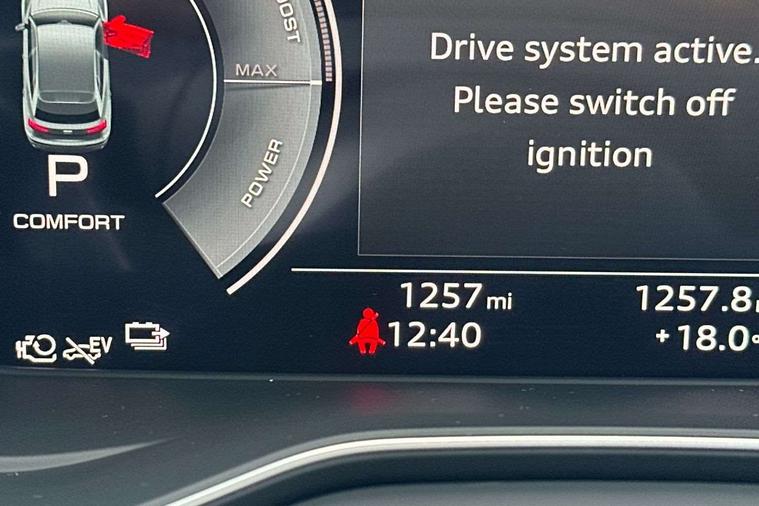 MAX
POWER
Drive system active.
Please switch off
ignition
P
COMFORT
1257 mi
1257.8
12:40
+18.0
EV